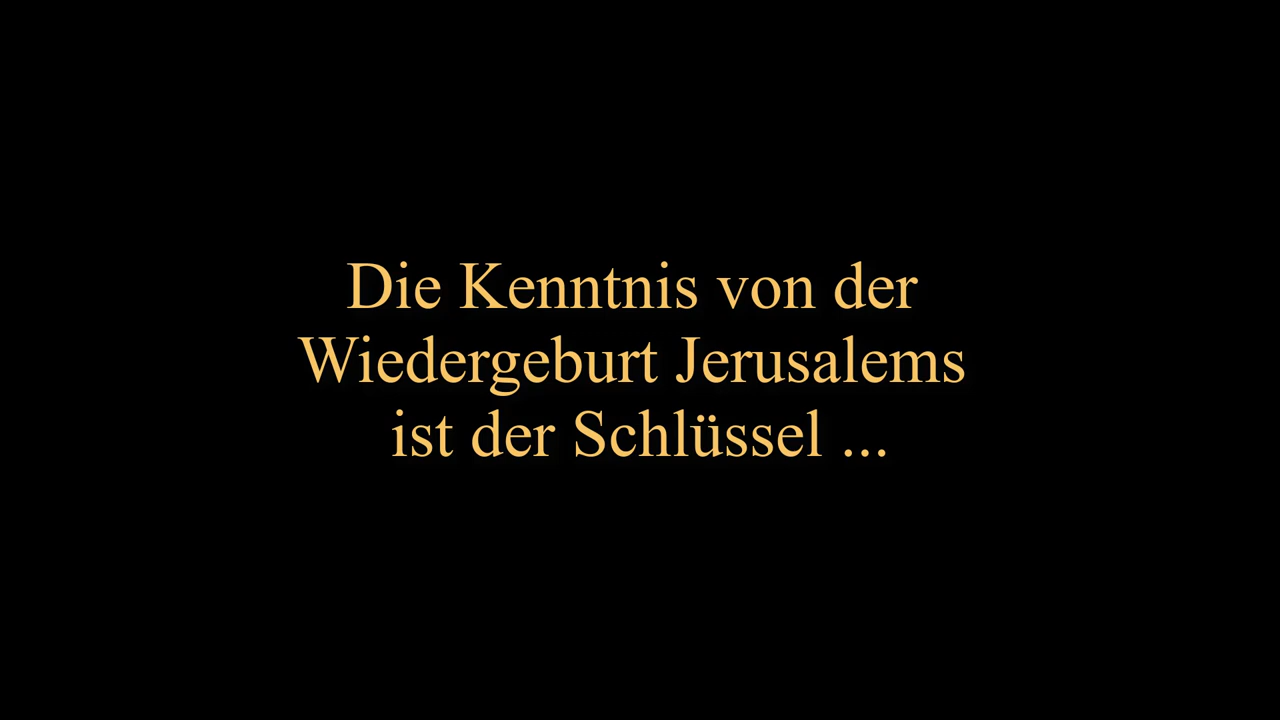 Die Kenntnis von der
Wiedergeburt Jerusalems
ist der Schlüssel ...